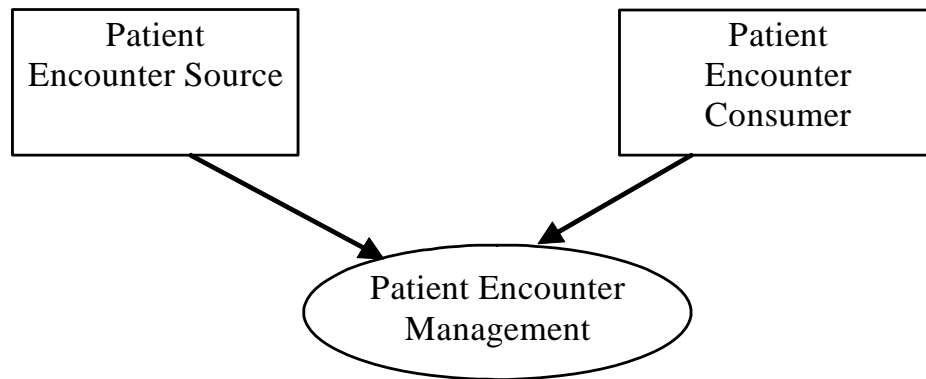 Patient
Encounter Source
Patient
Encounter
Consumer
Patient Encounter
Management